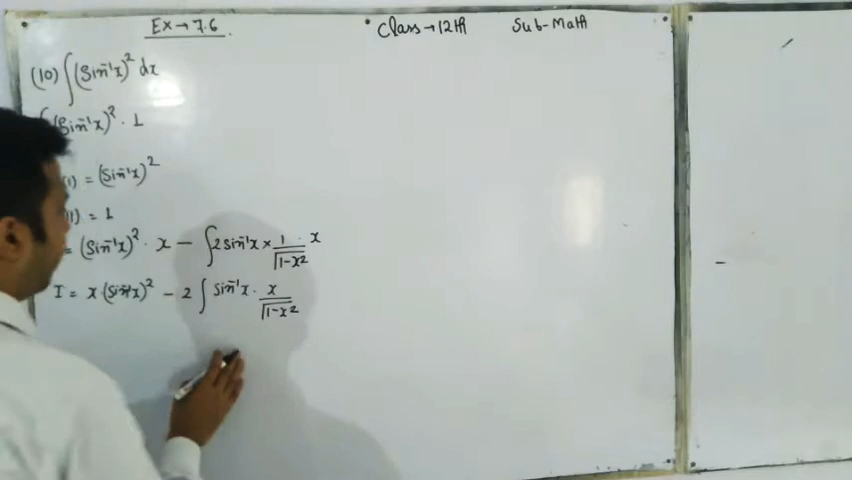 Ex → 7.6 . • Class → 12th Sub-Math
(10) ∫(Sin⁻¹x)² dx
(Sin⁻¹x)² · 1
(I) = (Sin⁻¹x)²
(II) = 1
= (Sin⁻¹x)² · x − ∫2 Sin⁻¹x × 1/√1−x² · x
I = x·(Sin⁻¹x)² − 2 ∫ Sin⁻¹x · x/√1−x²